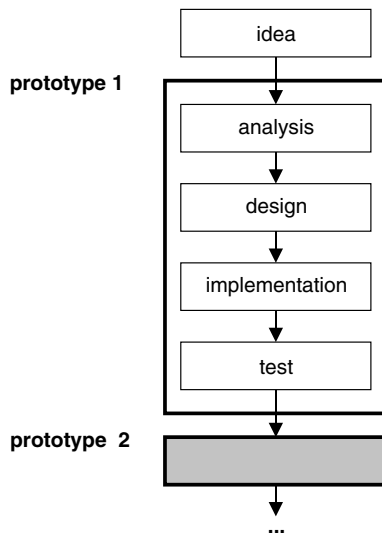 idea
prototype 1
analysis
design
implementation
test
prototype 2
...